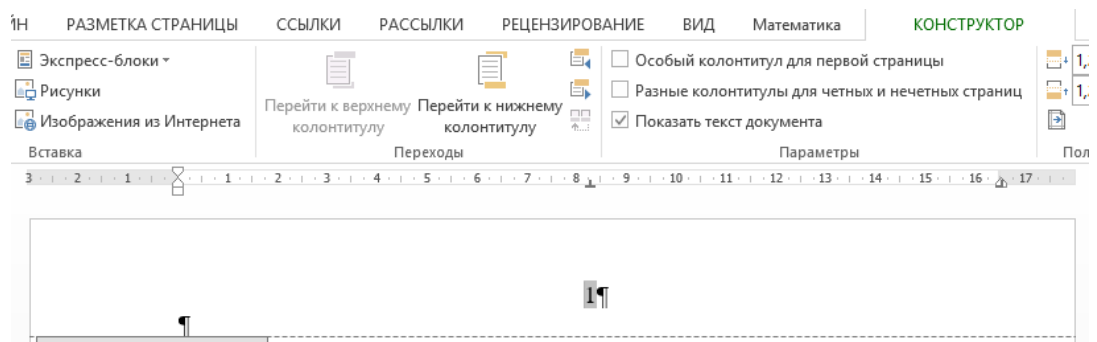 ЙН РАЗМЕТКА СТРАНИЦЫ ССЫЛКИ РАССЫЛКИ РЕЦЕНЗИРОВАНИЕ ВИД Математика КОНСТРУКТОР
Экспресс-блоки
Рисунки
Изображения из Интернета
Вставка
Перейти к верхнему колонтитулу
Перейти к нижнему колонтитулу
Переходы
Особый колонтитул для первой страницы
Разные колонтитулы для четных и нечетных страниц
Показать текст документа
Параметры
1,
1,
Пол
3 2 1 1 2 3 4 5 6 7 8 9 10 11 12 13 14 15 16 17
1¶
¶